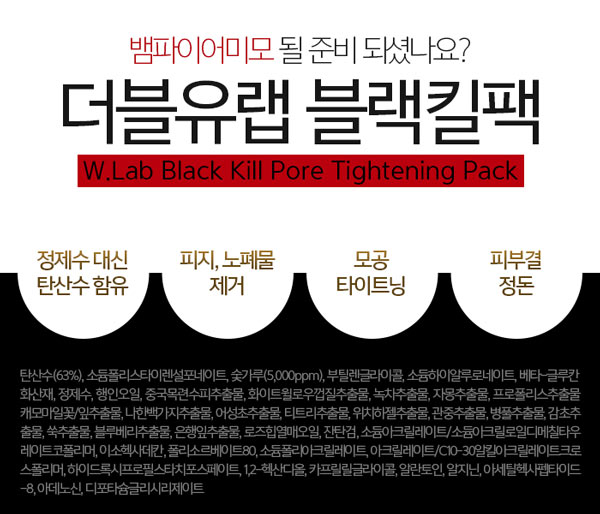 뱀파이어미모 될 준비 되셨나요?
더블유랩 블랙킬팩
W.Lab Black Kill Pore Tightening Pack
정제수 대신
탄산수 함유
피지, 노폐물
제거
모공
타이트닝
피부결
정돈
탄산수(63%), 소듐폴리스타이렌설포네이트, 숯가루(5,000ppm), 부틸렌글라이콜, 소듐하이알루로네이트, 베타-글루칸
화산재, 정제수, 행인오일, 중국목련수피추출물, 화이트윌로우껍질추출물, 녹차추출물, 자몽추출물, 프로폴리스추출물
캐모마일꽃/잎추출물, 나한백가지추출물, 어성초추출물, 티트리추출물, 위치하젤추출물, 관중추출물, 병풀추출물, 감초추
출물, 쑥추출물, 블루베리추출물, 은행잎추출물, 로즈힙열매오일, 잔탄검, 소듐아크릴레이트/소듐아크릴로일디메칠타우
레이트코폴리머, 이소헥사데칸, 폴리소르베이트80, 소듐폴리아크릴레이트, 아크릴레이트/C10-30알킬아크릴레이트크로
스폴리머, 하이드록시프로필스타치포스페이트, 1,2-헥산디올, 카프릴릴글라이콜, 알란토인, 알지닌, 아세틸헥사펩타이드
-8, 아데노신, 디포타슘글리시리제이트